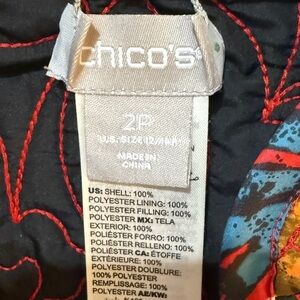 chico's
2P
U.S. SIZE 12/14
MADE IN
CHINA
US: SHELL: 100%
POLYESTER LINING: 100%
POLYESTER FILLING: 100%
POLYESTER MX: TELA
EXTERIOR: 100%
POLIÉSTER FORRO: 100%
POLIÉSTER RELLENO: 100%
POLIÉSTER CA: ÉTOFFE
EXTÉRIEURE: 100%
POLYESTER DOUBLURE:
100% POLYESTER
REMPLISSAGE: 100%
POLYESTER AE/KW: